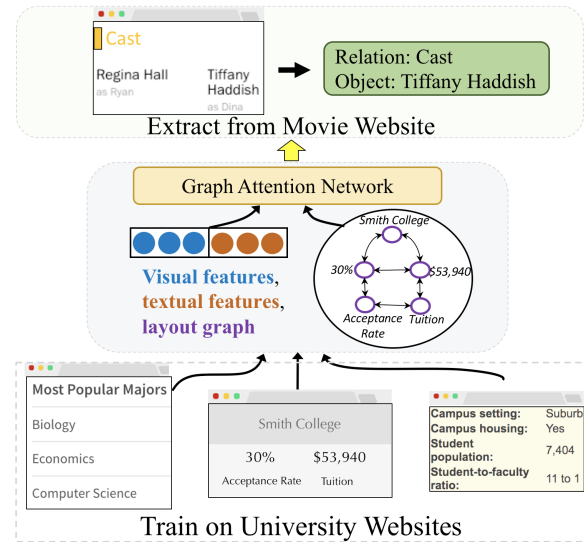 Cast
Regina Hall
as Ryan
Tiffany
Haddish
as Dina
Relation: Cast
Object: Tiffany Haddish
Extract from Movie Website
Graph Attention Network
Visual features,
textual features,
layout graph
Smith College
30%
$53,940
Acceptance
Rate
Tuition
Most Popular Majors
Biology
Economics
Computer Science
Smith College
30% $53,940
Acceptance Rate Tuition
Campus setting: Suburb
Campus housing: Yes
Student
population: 7,404
Student-to-faculty
ratio: 11 to 1
Train on University Websites